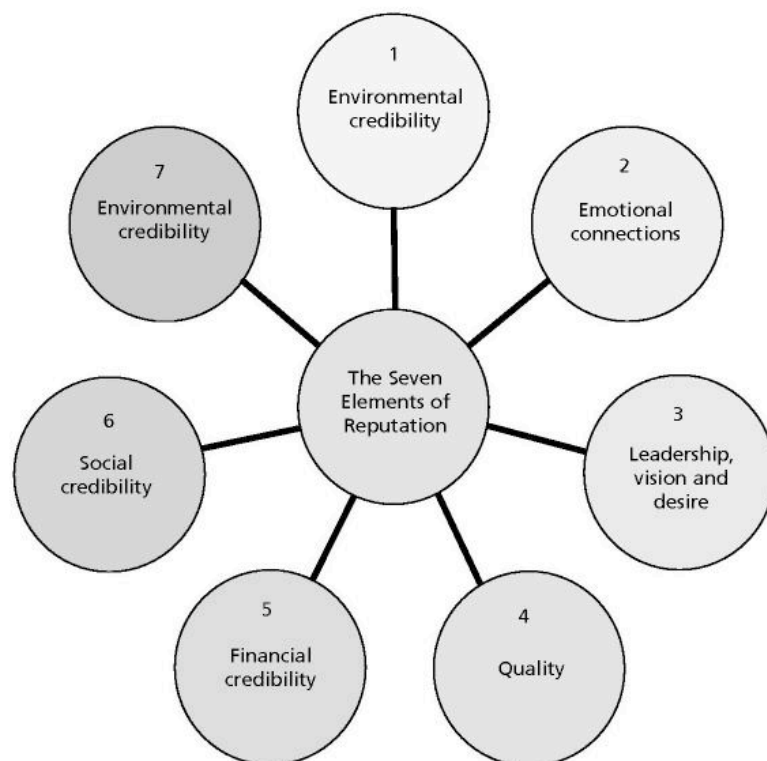 1
Environmental
credibility
2
Emotional
connections
3
Leadership,
vision and
desire
4
Quality
5
Financial
credibility
6
Social
credibility
7
Environmental
credibility
The Seven
Elements of
Reputation